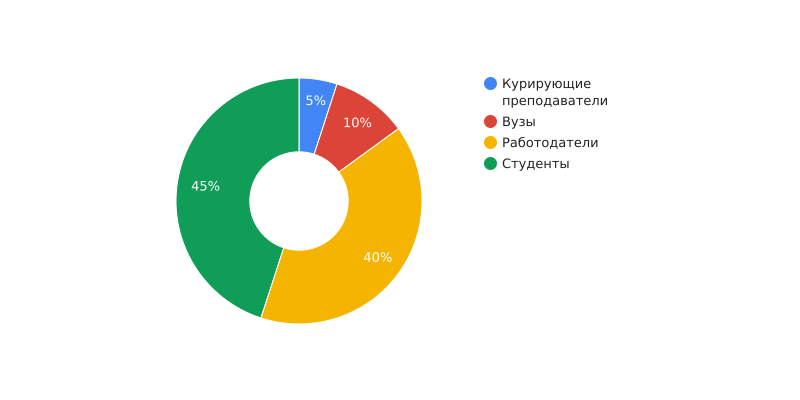 5%
10%
45%
40%
Курирующие
преподаватели
Вузы
Работодатели
Студенты